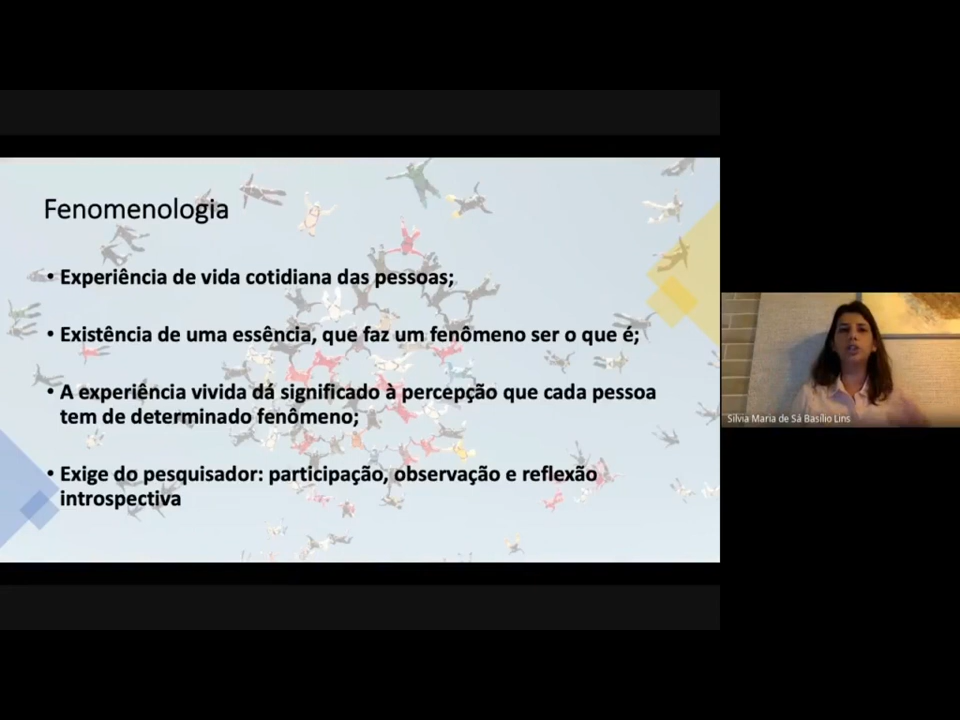 Fenomenologia
• Experiência de vida cotidiana das pessoas;
• Existência de uma essência, que faz um fenômeno ser o que é;
• A experiência vivida dá significado à percepção que cada pessoa
tem de determinado fenômeno;
• Exige do pesquisador: participação, observação e reflexão
introspectiva
Sílvia Maria de Sá Basílio Lins